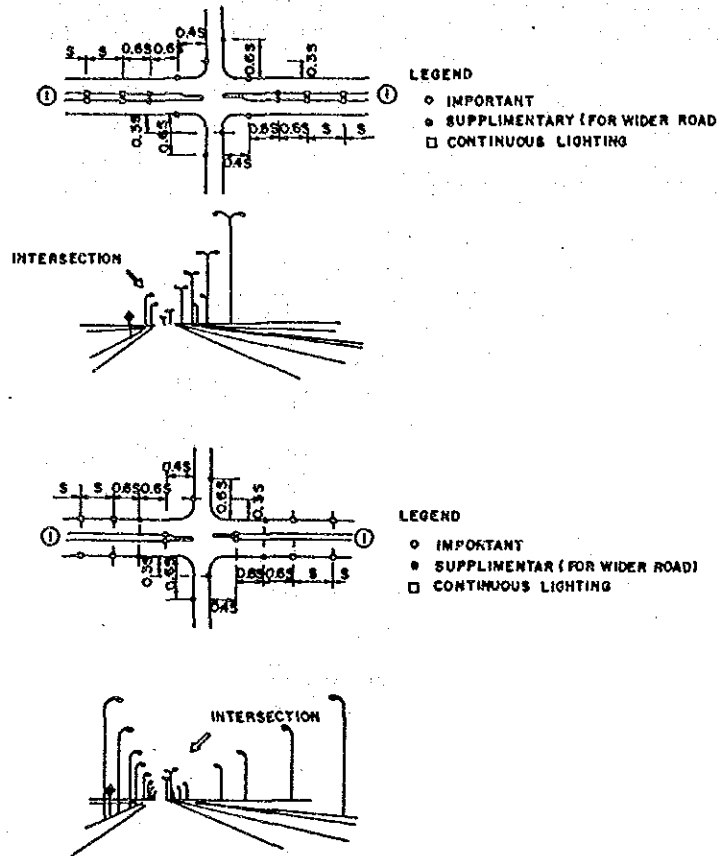 0.4S
S S 0.6S 0.6S
0.6S
0.3S
① ①
0.3S
0.6S
0.6S 0.6S S S
0.4S
LEGEND
○ IMPORTANT
● SUPPLIMENTARY (FOR WIDER ROAD
□ CONTINUOUS LIGHTING
INTERSECTION
0.4S
S S 0.6S 0.6S
0.6S
0.3S
① ①
0.3S
0.6S
0.6S 0.6S S S
0.4S
LEGEND
○ IMPORTANT
● SUPPLIMENTAR (FOR WIDER ROAD)
□ CONTINUOUS LIGHTING
INTERSECTION